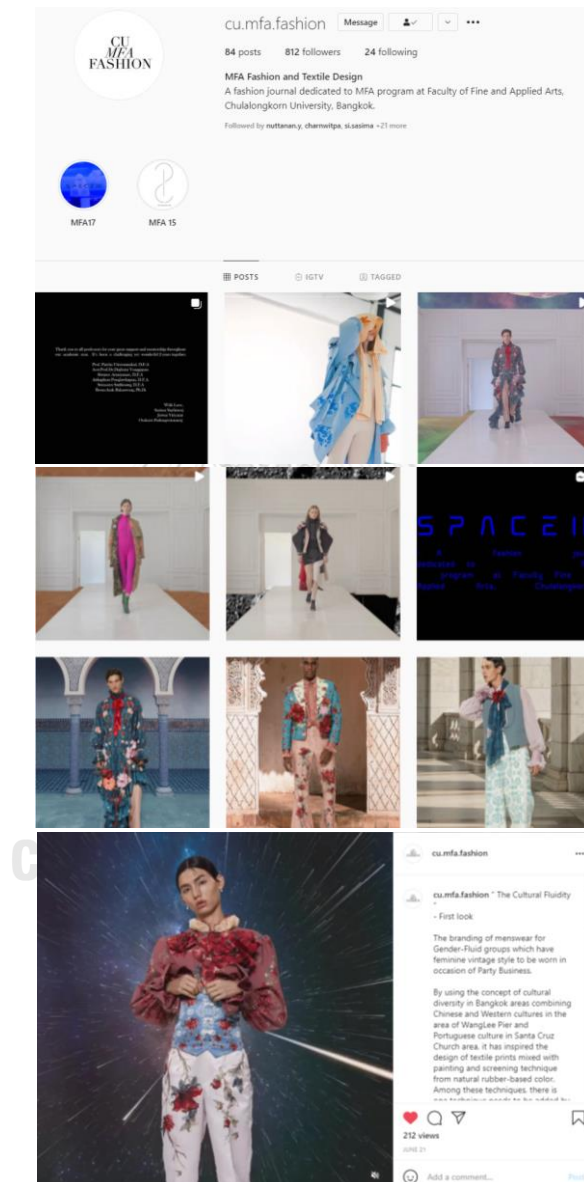 CU
MFA
FASHION
cu.mfa.fashion
Message
84 posts 812 followers 24 following
MFA Fashion and Textile Design
A fashion journal dedicated to MFA program at Faculty of Fine and Applied Arts,
Chulalongkorn University, Bangkok.
Followed by nuttanan.y, charnwitpa, si.sasima +21 more
MFA17
MFA 15
POSTS IGTV TAGGED
With Love,
cu.mfa.fashion
cu.mfa.fashion " The Cultural Fluidity
"
- First look
The branding of menswear for
Gender-Fluid groups which have
feminine vintage style to be worn in
occasion of Party Business.
By using the concept of cultural
diversity in Bangkok areas combining
Chinese and Western cultures in the
area of WangLee Pier and
Portuguese culture in Santa Cruz
Church area, it has inspired the
design of textile prints mixed with
painting and screening technique
from natural rubber-based color.
Among these techniques, there is
212 views
JUNE 21
Add a comment...
Post